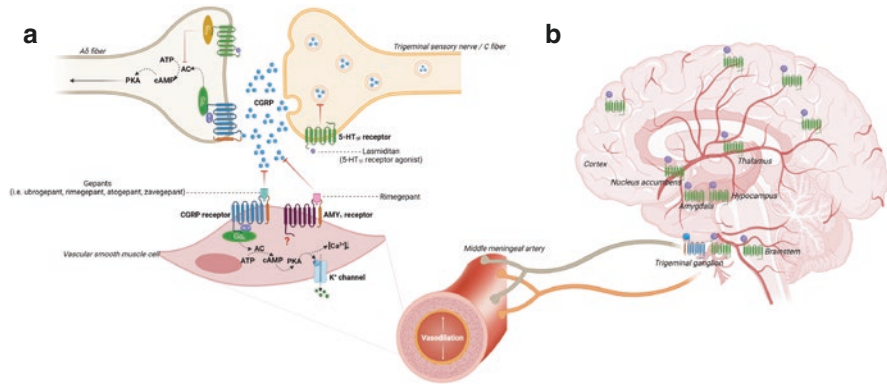 a
b
Aδ fiber
Trigeminal sensory nerve / C fiber
ATP
AC
PKA
cAMP
CGRP
5-HT1F receptor
Lasmiditan
(5-HT1F receptor agonist)
Gepants
(i.e. ubrogepant, rimegepant, atogepant, zavegepant)
Rimegepant
CGRP receptor
AMY1 receptor
?
Vascular smooth muscle cell
AC
ATP
cAMP
PKA
[Ca²⁺]ᵢ
K⁺ channel
Middle meningeal artery
Vasodilation
Cortex
Nucleus accumbens
Thalamus
Amygdala
Hypocampus
Trigeminal ganglion
Brainstem